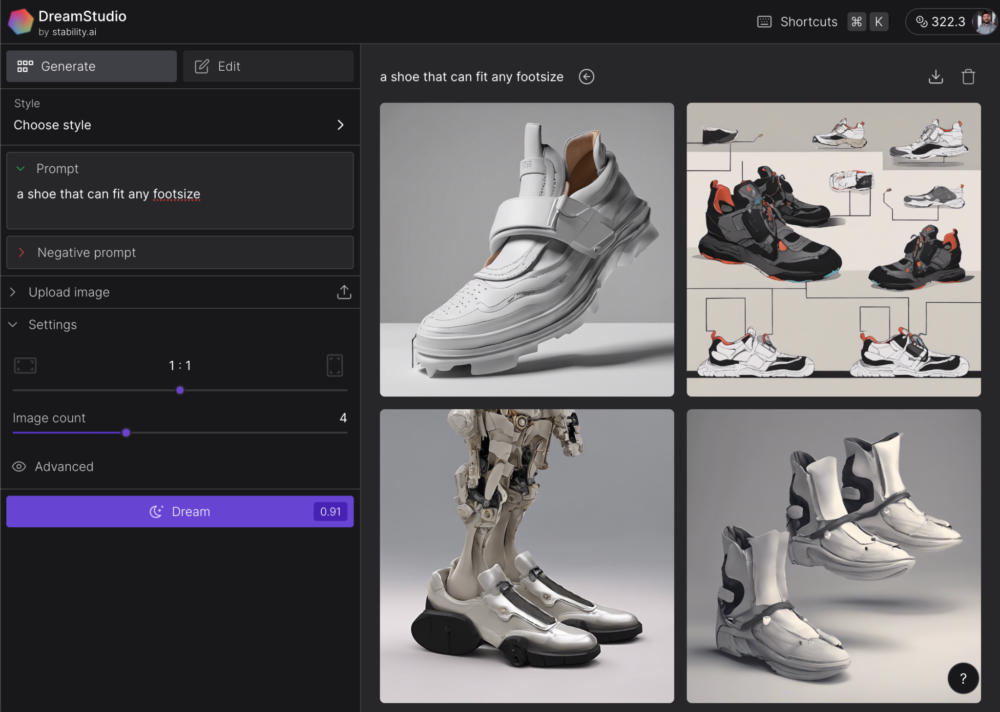 DreamStudio
by stability.ai
Shortcuts ⌘ K
322.3
Generate
Edit
Style
Choose style
Prompt
a shoe that can fit any footsize
Negative prompt
Upload image
Settings
1 : 1
Image count 4
Advanced
Dream 0.91
a shoe that can fit any footsize
?